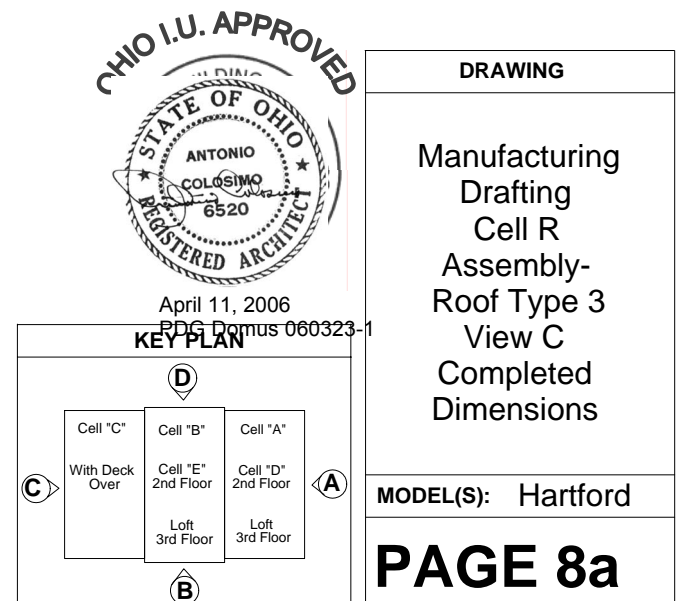 OHIO I.U. APPROVED
STATE OF OHIO
ANTONIO
COLOSIMO
6520
REGISTERED ARCHITECT
April 11, 2006
PDG Domus 060323-1
KEY PLAN
D
Cell "C"
Cell "B"
Cell "A"
C
With Deck
Over
Cell "E"
2nd Floor
Cell "D"
2nd Floor
A
Loft
3rd Floor
Loft
3rd Floor
B
DRAWING
Manufacturing
Drafting
Cell R
Assembly-
Roof Type 3
View C
Completed
Dimensions
MODEL(S): Hartford
PAGE 8a